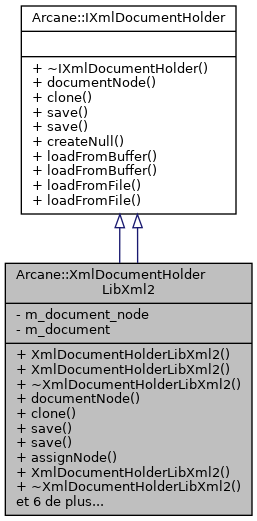 Arcane::IXmlDocumentHolder
+ ~IXmlDocumentHolder()
+ documentNode()
+ clone()
+ save()
+ save()
+ createNull()
+ loadFromBuffer()
+ loadFromBuffer()
+ loadFromFile()
+ loadFromFile()
Arcane::XmlDocumentHolder
LibXml2
- m_document_node
- m_document
+ XmlDocumentHolderLibXml2()
+ XmlDocumentHolderLibXml2()
+ ~XmlDocumentHolderLibXml2()
+ documentNode()
+ clone()
+ save()
+ save()
+ assignNode()
+ XmlDocumentHolderLibXml2()
+ ~XmlDocumentHolderLibXml2()
et 6 de plus...